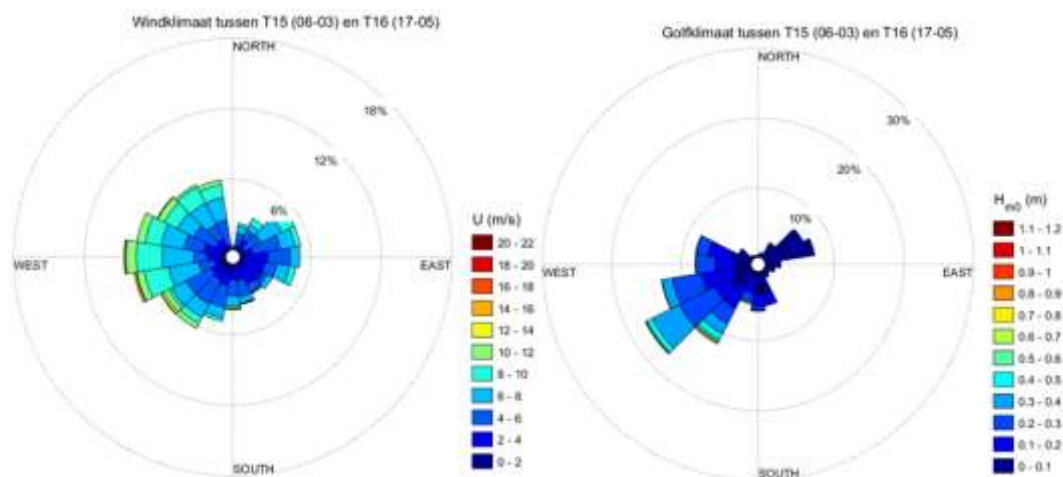 Windklimaat tussen T15 (06-03) en T16 (17-05)
NORTH
18%
12%
6%
WEST
EAST
SOUTH
U (m/s)
20 - 22
18 - 20
16 - 18
14 - 16
12 - 14
10 - 12
8 - 10
6 - 8
4 - 6
2 - 4
0 - 2
Golfklimaat tussen T15 (06-03) en T16 (17-05)
NORTH
30%
20%
10%
WEST
EAST
SOUTH
Hm0 (m)
1.1 - 1.2
1 - 1.1
0.9 - 1
0.8 - 0.9
0.7 - 0.8
0.6 - 0.7
0.5 - 0.6
0.4 - 0.5
0.3 - 0.4
0.2 - 0.3
0.1 - 0.2
0 - 0.1